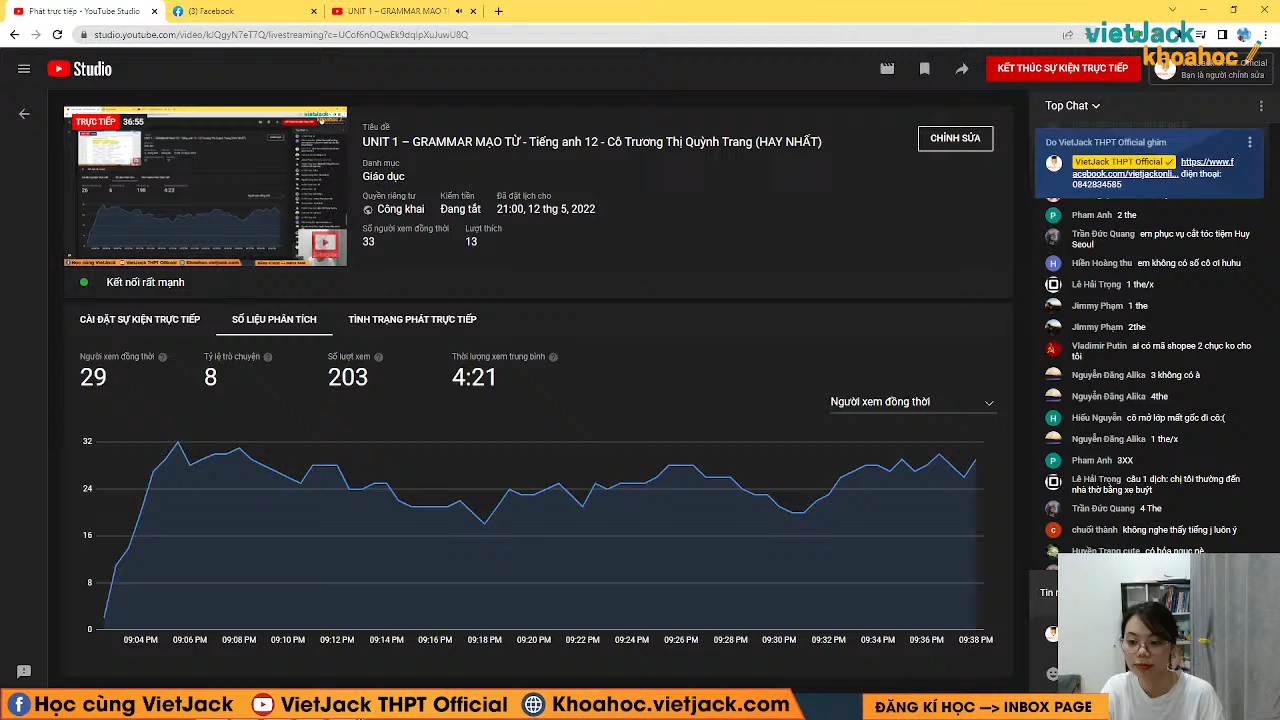 Phát trực tiếp - YouTube Studio
(3) Facebook
UNIT 1 – GRAMMAR MẠO TỪ
studio.youtube.com/video/
vietJack
khoahoc
Studio
KẾT THÚC SỰ KIỆN TRỰC TIẾP
Bạn là người chỉnh sửa
TRỰC TIẾP 36:55
Tiêu đề
UNIT 1 – GRAMMAR MẠO TỪ - Tiếng anh 12 - Cô Trương Thị Quỳnh Trang (HAY NHẤT)
CHỈNH SỬA
Danh mục
Giáo dục
Quyền riêng tư
Kiếm tiền
Đã đặt lịch cho
Công khai
Đang tắt
21:00, 12 thg 5, 2022
Số người xem đồng thời
Lượt thích
33
13
Kết nối rất mạnh
CÀI ĐẶT SỰ KIỆN TRỰC TIẾP
SỐ LIỆU PHÂN TÍCH
TÌNH TRẠNG PHÁT TRỰC TIẾP
Người xem đồng thời
Tỷ lệ trò chuyện
Số lượt xem
Thời lượng xem trung bình
29
8
203
4:21
Người xem đồng thời
32
24
16
8
0
09:04 PM
09:06 PM
09:08 PM
09:10 PM
09:12 PM
09:14 PM
09:16 PM
09:18 PM
09:20 PM
09:22 PM
09:24 PM
09:26 PM
09:28 PM
09:30 PM
09:32 PM
09:34 PM
09:36 PM
09:38 PM
Top Chat
Do VietJack THPT Official ghim
VietJack THPT Official https://www.f
điện thoại:
0842834585
Pham Anh 2 the
Trần Đức Quang em phục vụ cắt tóc tiệm Huy
Seoul
Hiền Hoàng thu em không có số cô ơi huhu
Lê Hải Trọng 1 the/x
Jimmy Phạm 1 the
Jimmy Phạm 2the
Vladimir Putin ai có mã shopee 2 chục ko cho
tôi
Nguyễn Đăng Alika 3 không có à
Nguyễn Đăng Alika 4the
Hiếu Nguyễn cô mở lớp mất gốc đi cô:(
Nguyễn Đăng Alika 1 the/x
Pham Anh 3XX
Lê Hải Trọng câu 1 dịch: chị tôi thường đến
nhà thờ bằng xe buýt
Trần Đức Quang 4 The
chuối thành không nghe thấy tiếng j luôn ý
Huyền Trang cute có hóa ngu nè
Học cùng VietJack
VietJack THPT Official
Khoahoc.vietjack.com
ĐĂNG KÍ HỌC —> INBOX PAGE